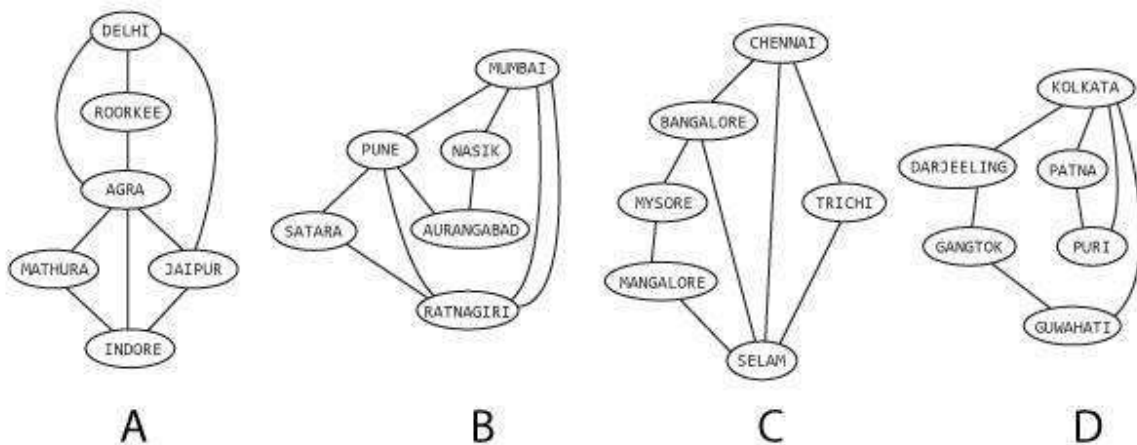 DELHI
ROORKEE
AGRA
MATHURA
JAIPUR
INDORE
A
MUMBAI
PUNE
NASIK
SATARA
AURANGABAD
RATNAGIRI
B
CHENNAI
BANGALORE
MYSORE
TRICHI
MANGALORE
SELAM
C
KOLKATA
DARJEELING
PATNA
GANGTOK
PURI
GUWAHATI
D